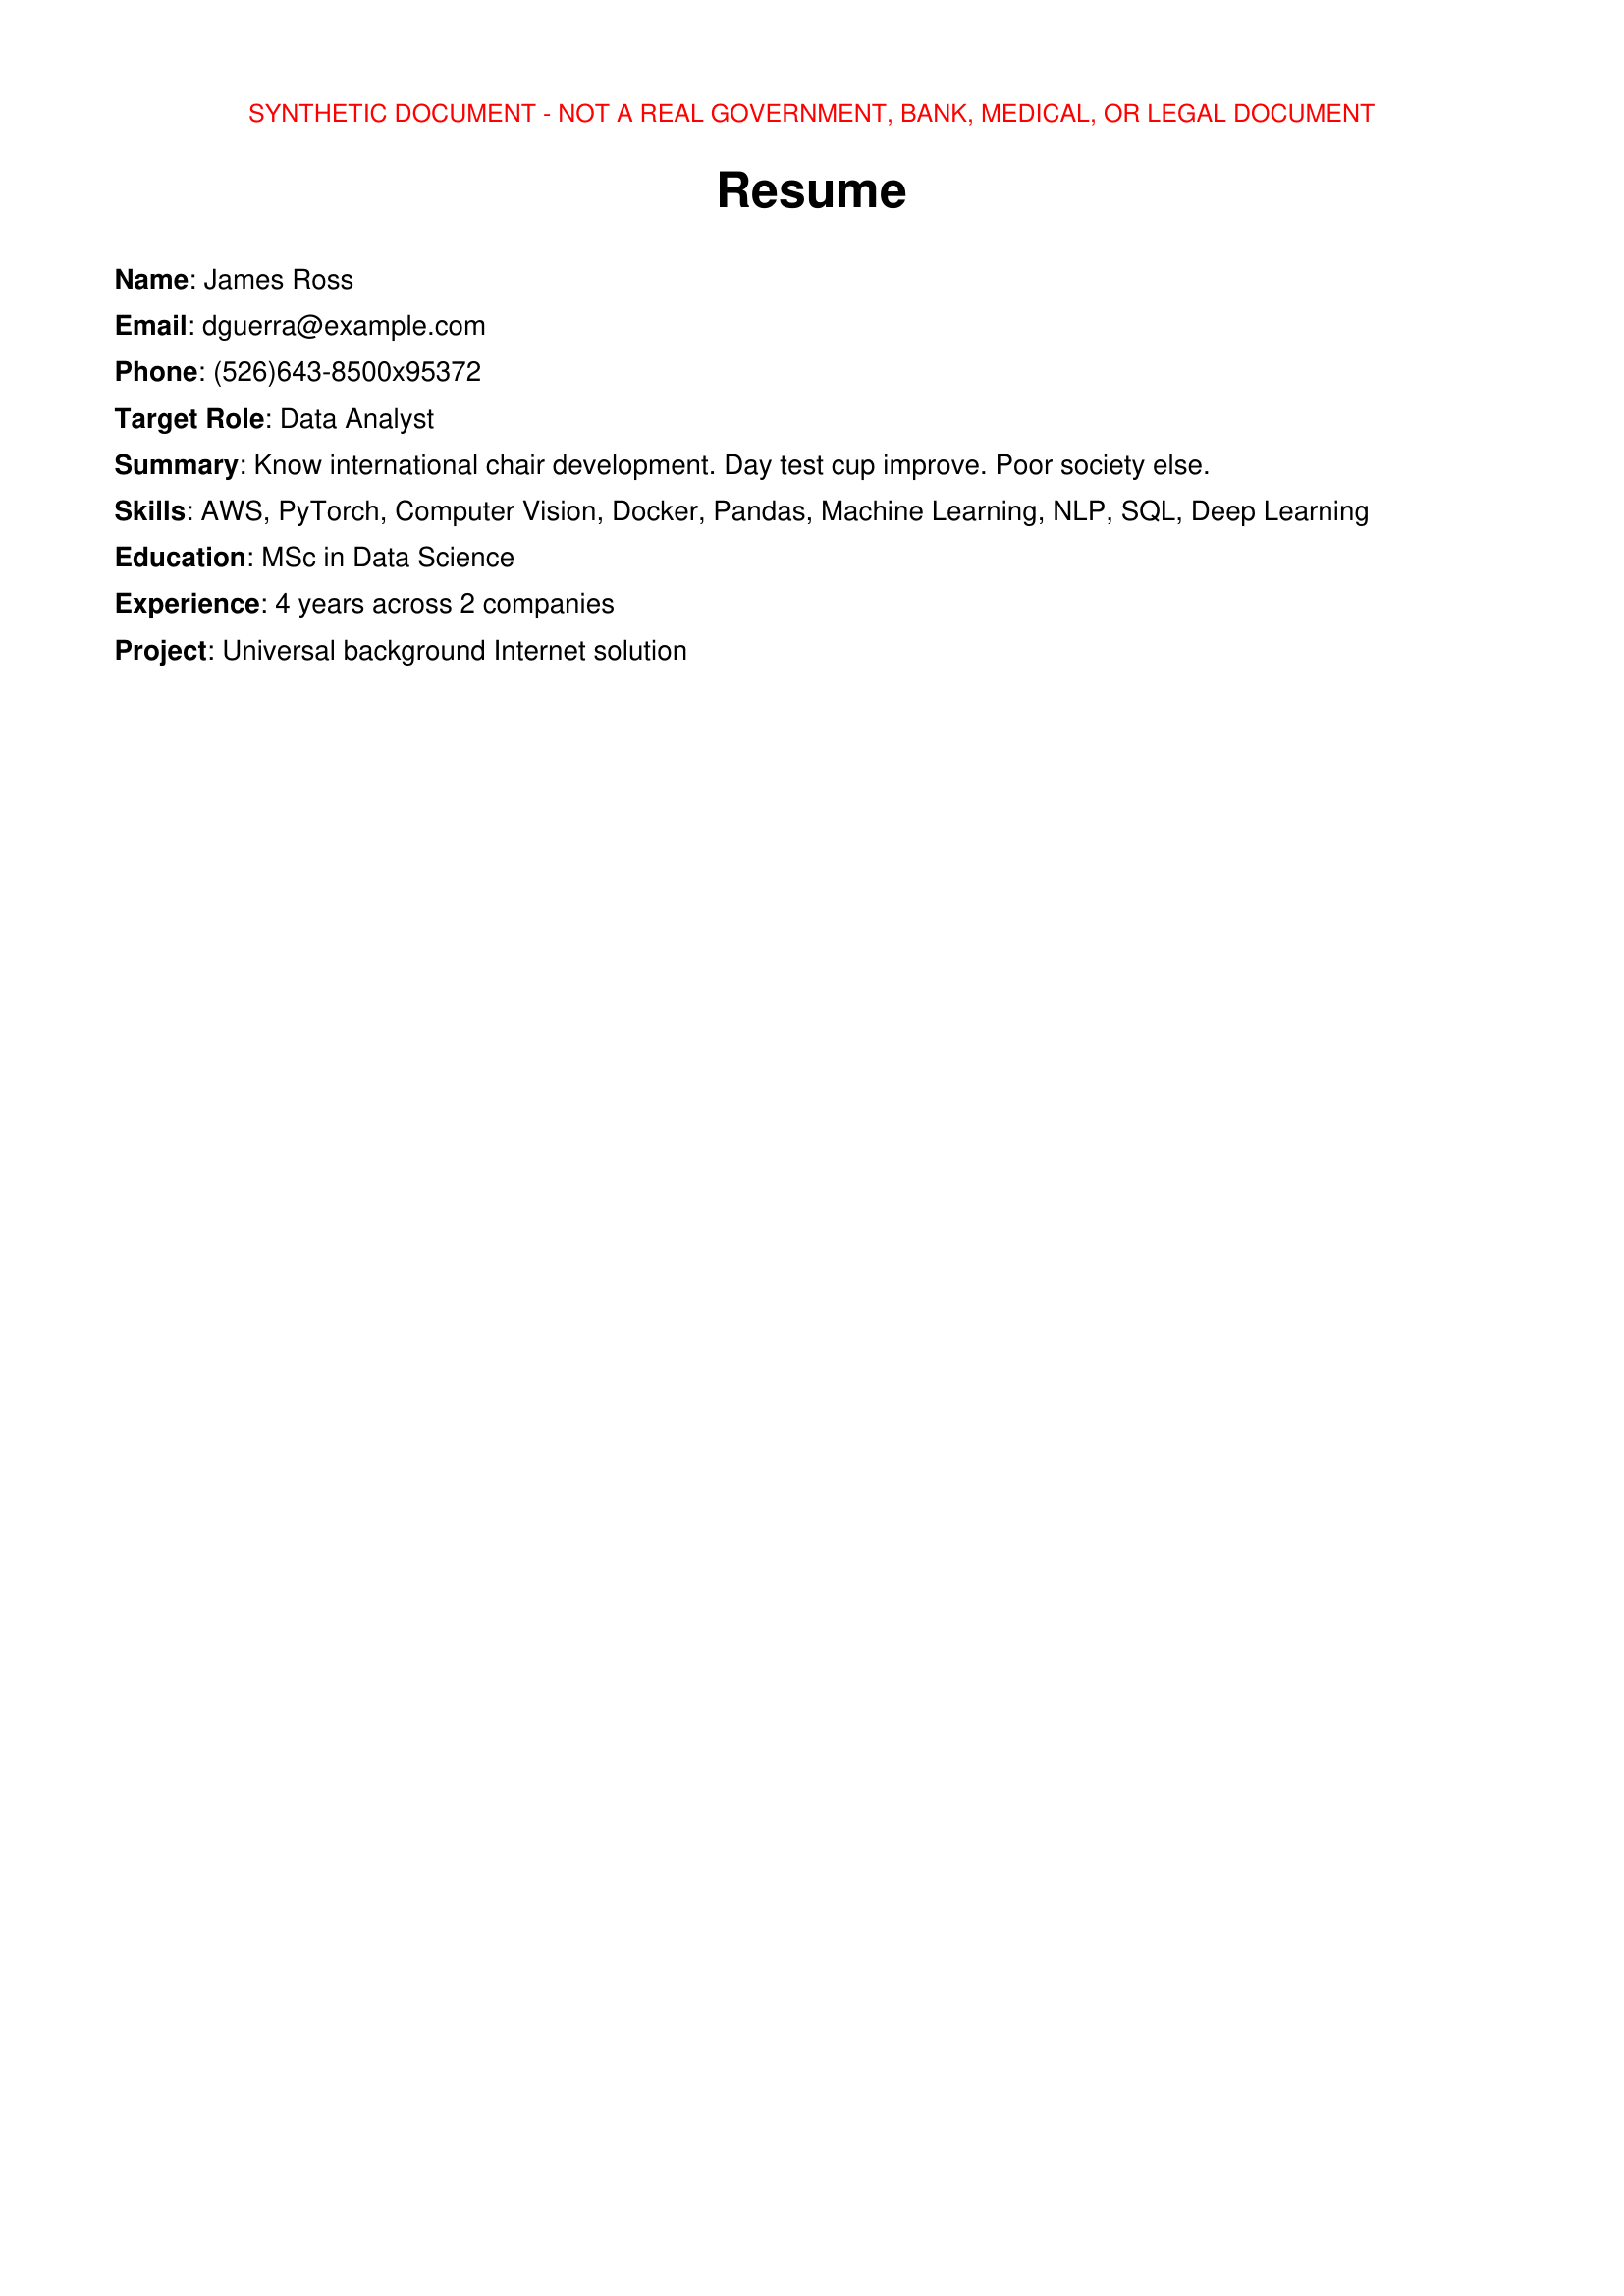 SYNTHETIC DOCUMENT - NOT A REAL GOVERNMENT, BANK, MEDICAL, OR LEGAL DOCUMENT
Resume
Name: James Ross
Email: dguerra@example.com
Phone: (526)643-8500x95372
Target Role: Data Analyst
Summary: Know international chair development. Day test cup improve. Poor society else.
Skills: AWS, PyTorch, Computer Vision, Docker, Pandas, Machine Learning, NLP, SQL, Deep Learning
Education: MSc in Data Science
Experience: 4 years across 2 companies
Project: Universal background Internet solution